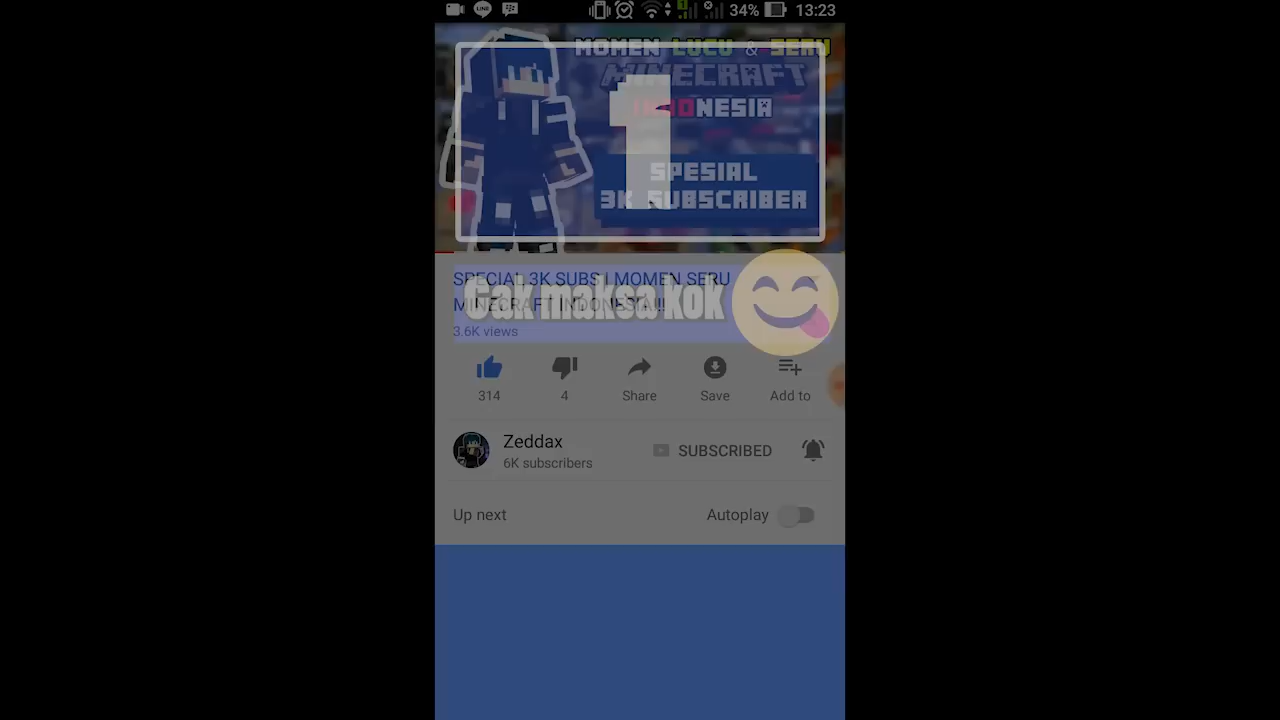 34% 13:23
MOMEN LUCU & SERU
MINECRAFT
INDONESIA
1
SPESIAL
3K SUBSCRIBER
SPECIAL 3K SUBS | MOMEN SERU
MINECRAFT INDONESIA!!!
Gak maksa kok
3.6K views
314 4 Share Save Add to
Zeddax
6K subscribers
SUBSCRIBED
Up next Autoplay